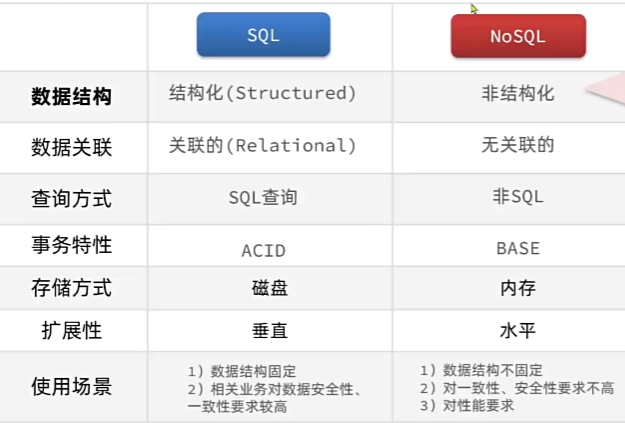 SQL NoSQL
数据结构 结构化(Structured) 非结构化
数据关联 关联的(Relational) 无关联的
查询方式 SQL查询 非SQL
事务特性 ACID BASE
存储方式 磁盘 内存
扩展性 垂直 水平
使用场景
1) 数据结构固定
2) 相关业务对数据安全性、
一致性要求较高
1) 数据结构不固定
2) 对一致性、安全性要求不高
3) 对性能要求